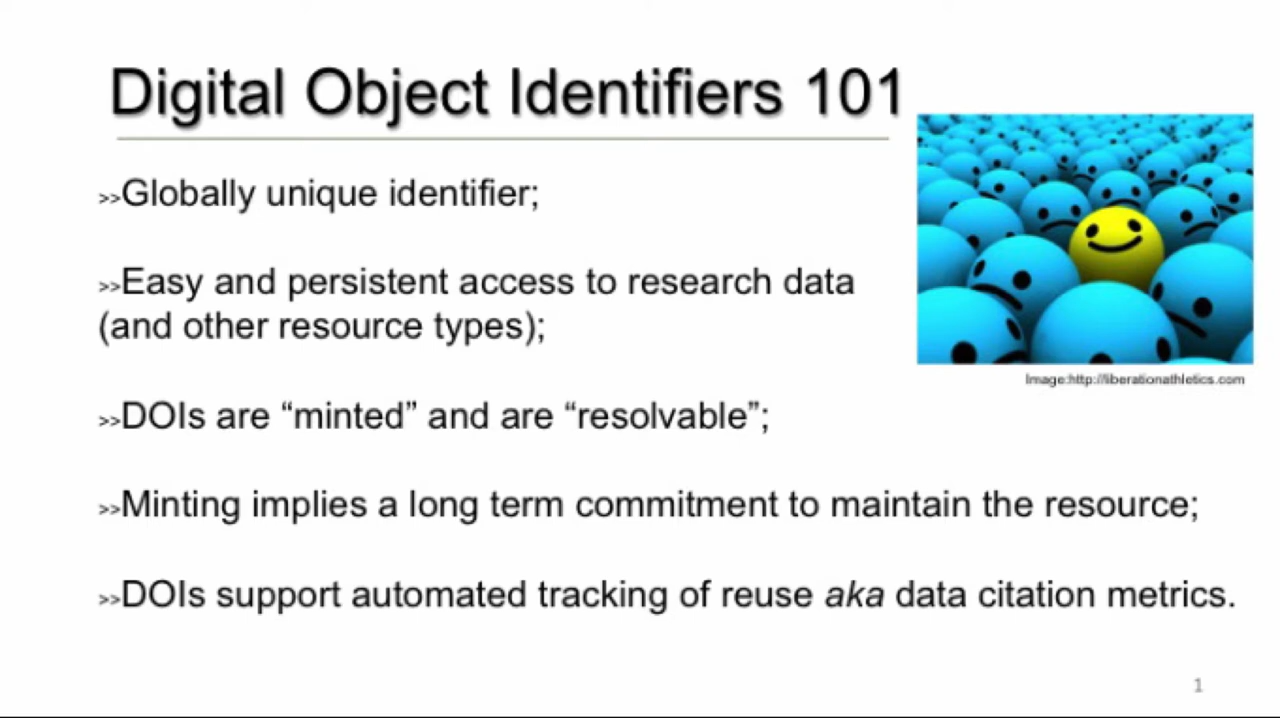 Digital Object Identifiers 101
>>Globally unique identifier;
>>Easy and persistent access to research data
(and other resource types);
Image:http://liberationathletics.com
>>DOIs are “minted” and are “resolvable”;
>>Minting implies a long term commitment to maintain the resource;
>>DOIs support automated tracking of reuse aka data citation metrics.
1